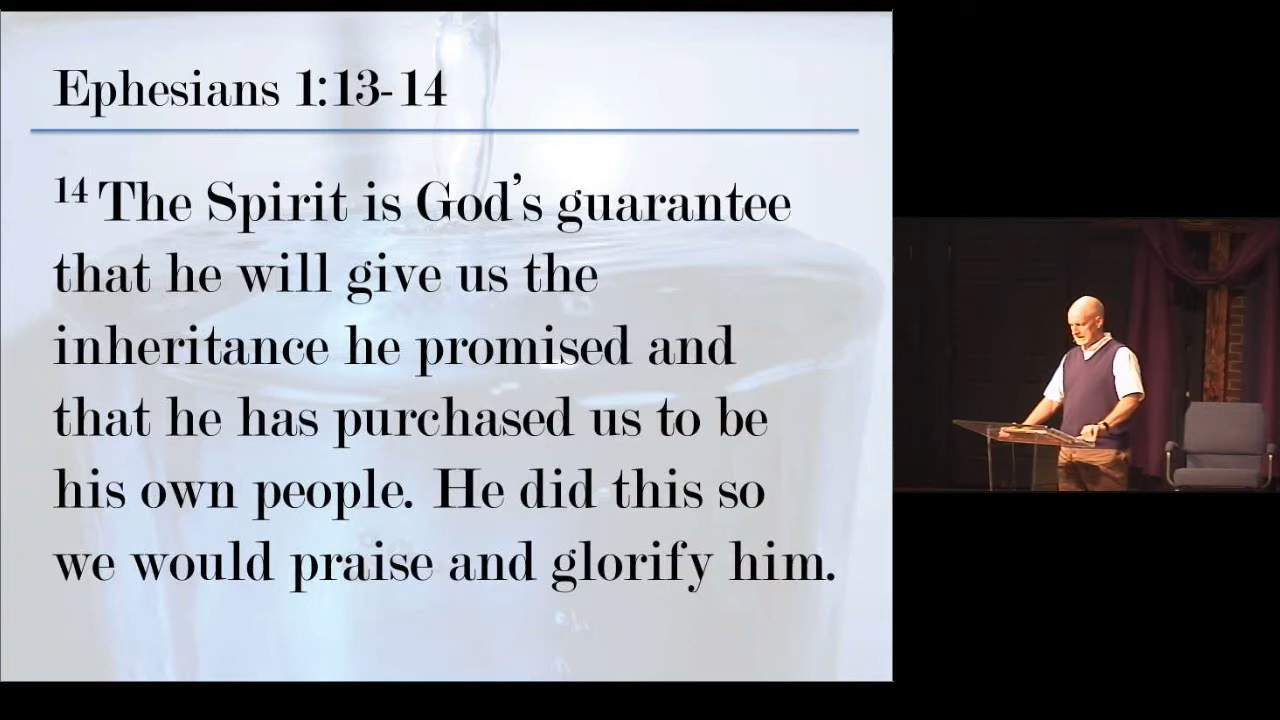 Ephesians 1:13-14
14 The Spirit is God's guarantee
that he will give us the
inheritance he promised and
that he has purchased us to be
his own people. He did this so
we would praise and glorify him.